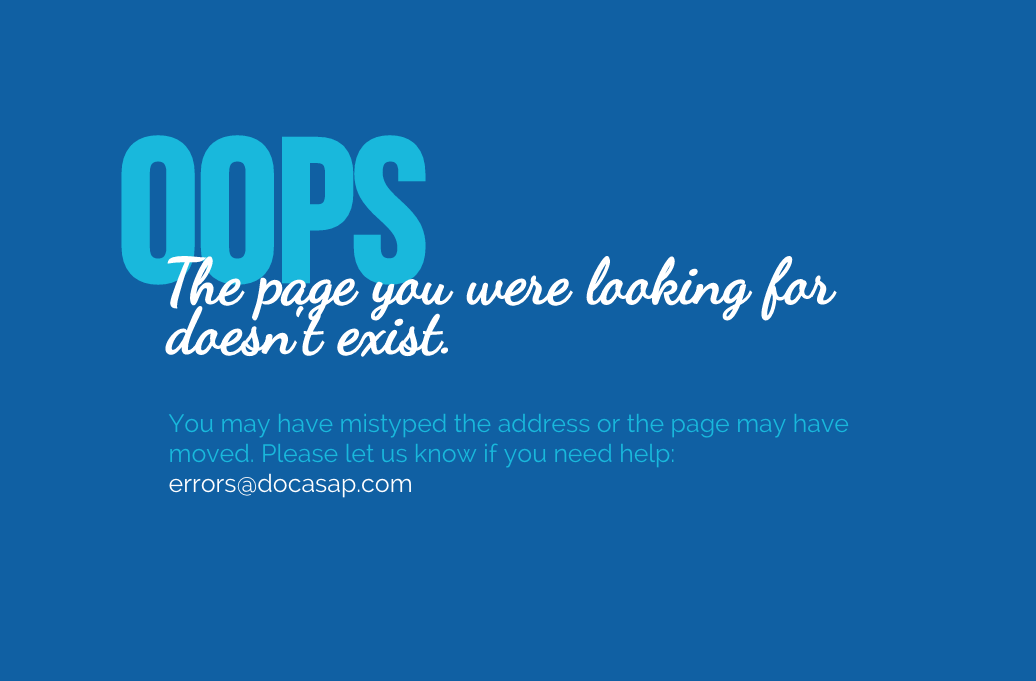 OOPS
The page you were looking for
doesn't exist.
You may have mistyped the address or the page may have
moved. Please let us know if you need help:
errors@docasap.com